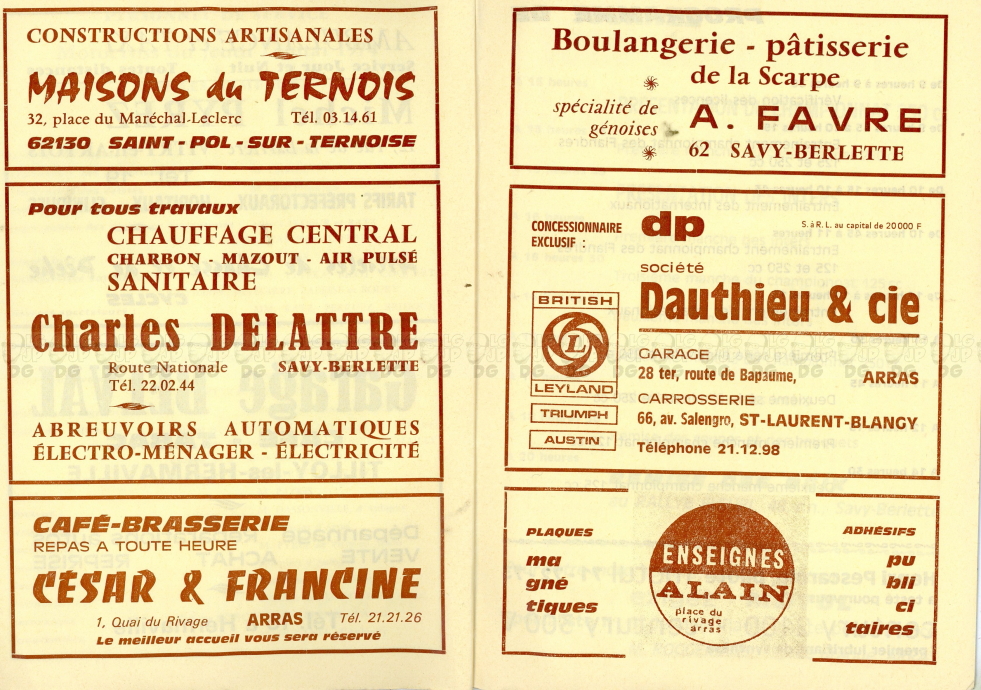 CONSTRUCTIONS ARTISANALES
MAISONS du TERNOIS
32, place du Maréchal-Leclerc Tél. 03.14.61
62130 SAINT - POL - SUR - TERNOISE
Pour tous travaux
CHAUFFAGE CENTRAL
CHARBON - MAZOUT - AIR PULSÉ
SANITAIRE
Charles DELATTRE
Route Nationale SAVY-BERLETTE
Tél. 22.02.44
ABREUVOIRS AUTOMATIQUES
ÉLECTRO-MÉNAGER - ÉLECTRICITÉ
CAFÉ-BRASSERIE
REPAS A TOUTE HEURE
CÉSAR & FRANCINE
1, Quai du Rivage ARRAS Tél. 21.21.26
Le meilleur accueil vous sera réservé
Boulangerie - pâtisserie
de la Scarpe
spécialité de
génoises
A. FAVRE
62 SAVY-BERLETTE
CONCESSIONNAIRE
EXCLUSIF :
dp
S. à R. L. au capital de 20 000 F
société
Dauthieu & cie
BRITISH
L
LEYLAND
TRIUMPH
AUSTIN
GARAGE
28 ter, route de Bapaume, ARRAS
CARROSSERIE
66, av. Salengro, ST-LAURENT-BLANGY
Téléphone 21.12.98
PLAQUES
ma
gné
tiques
ENSEIGNES
ALAIN
place du
rivage
arras
ADHÉSIFS
pu
bli
ci
taires